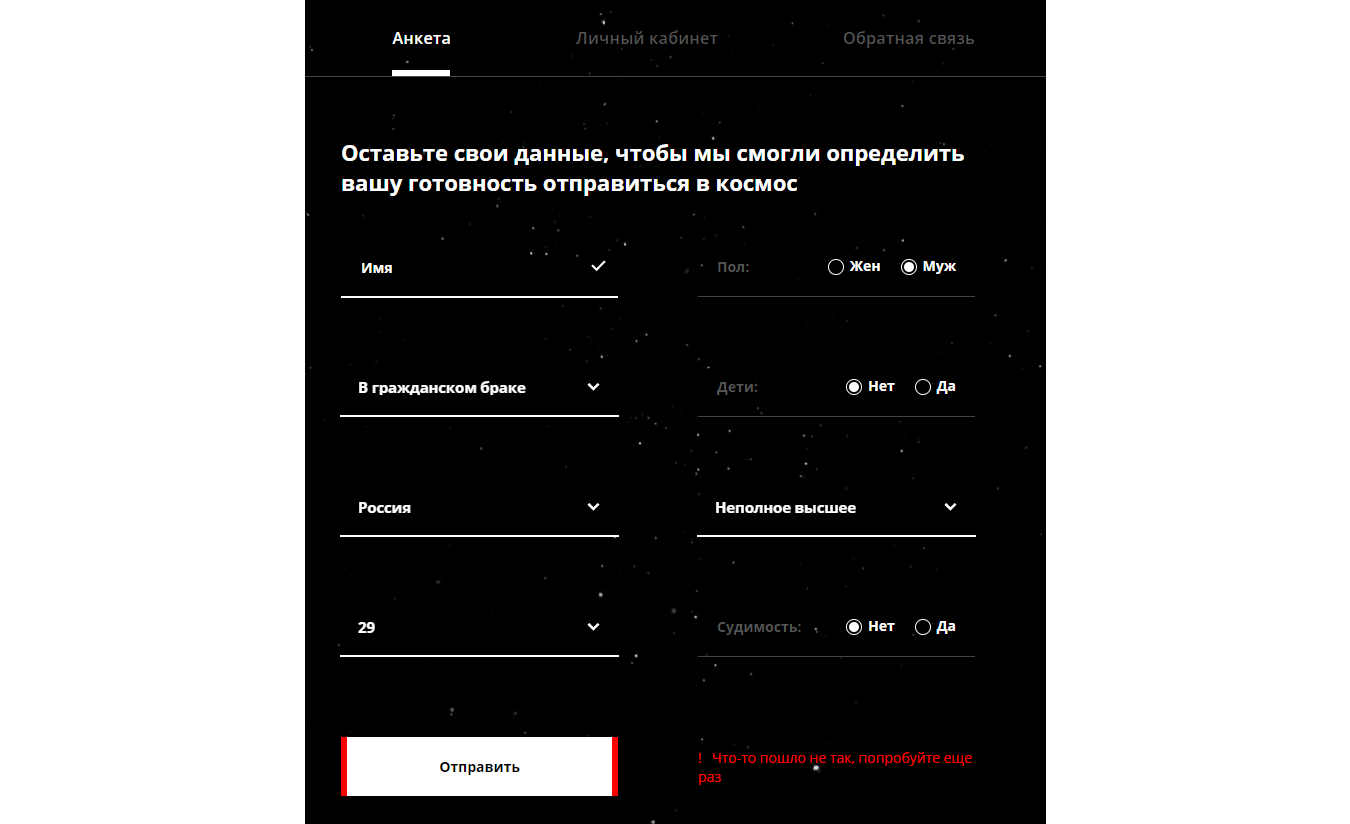 Анкета
Личный кабинет
Обратная связь
Оставьте свои данные, чтобы мы смогли определить
вашу готовность отправиться в космос
Имя
Пол:
Жен
Муж
В гражданском браке
Дети:
Нет
Да
Россия
Неполное высшее
29
Судимость:
Нет
Да
Отправить
! Что-то пошло не так, попробуйте еще
раз